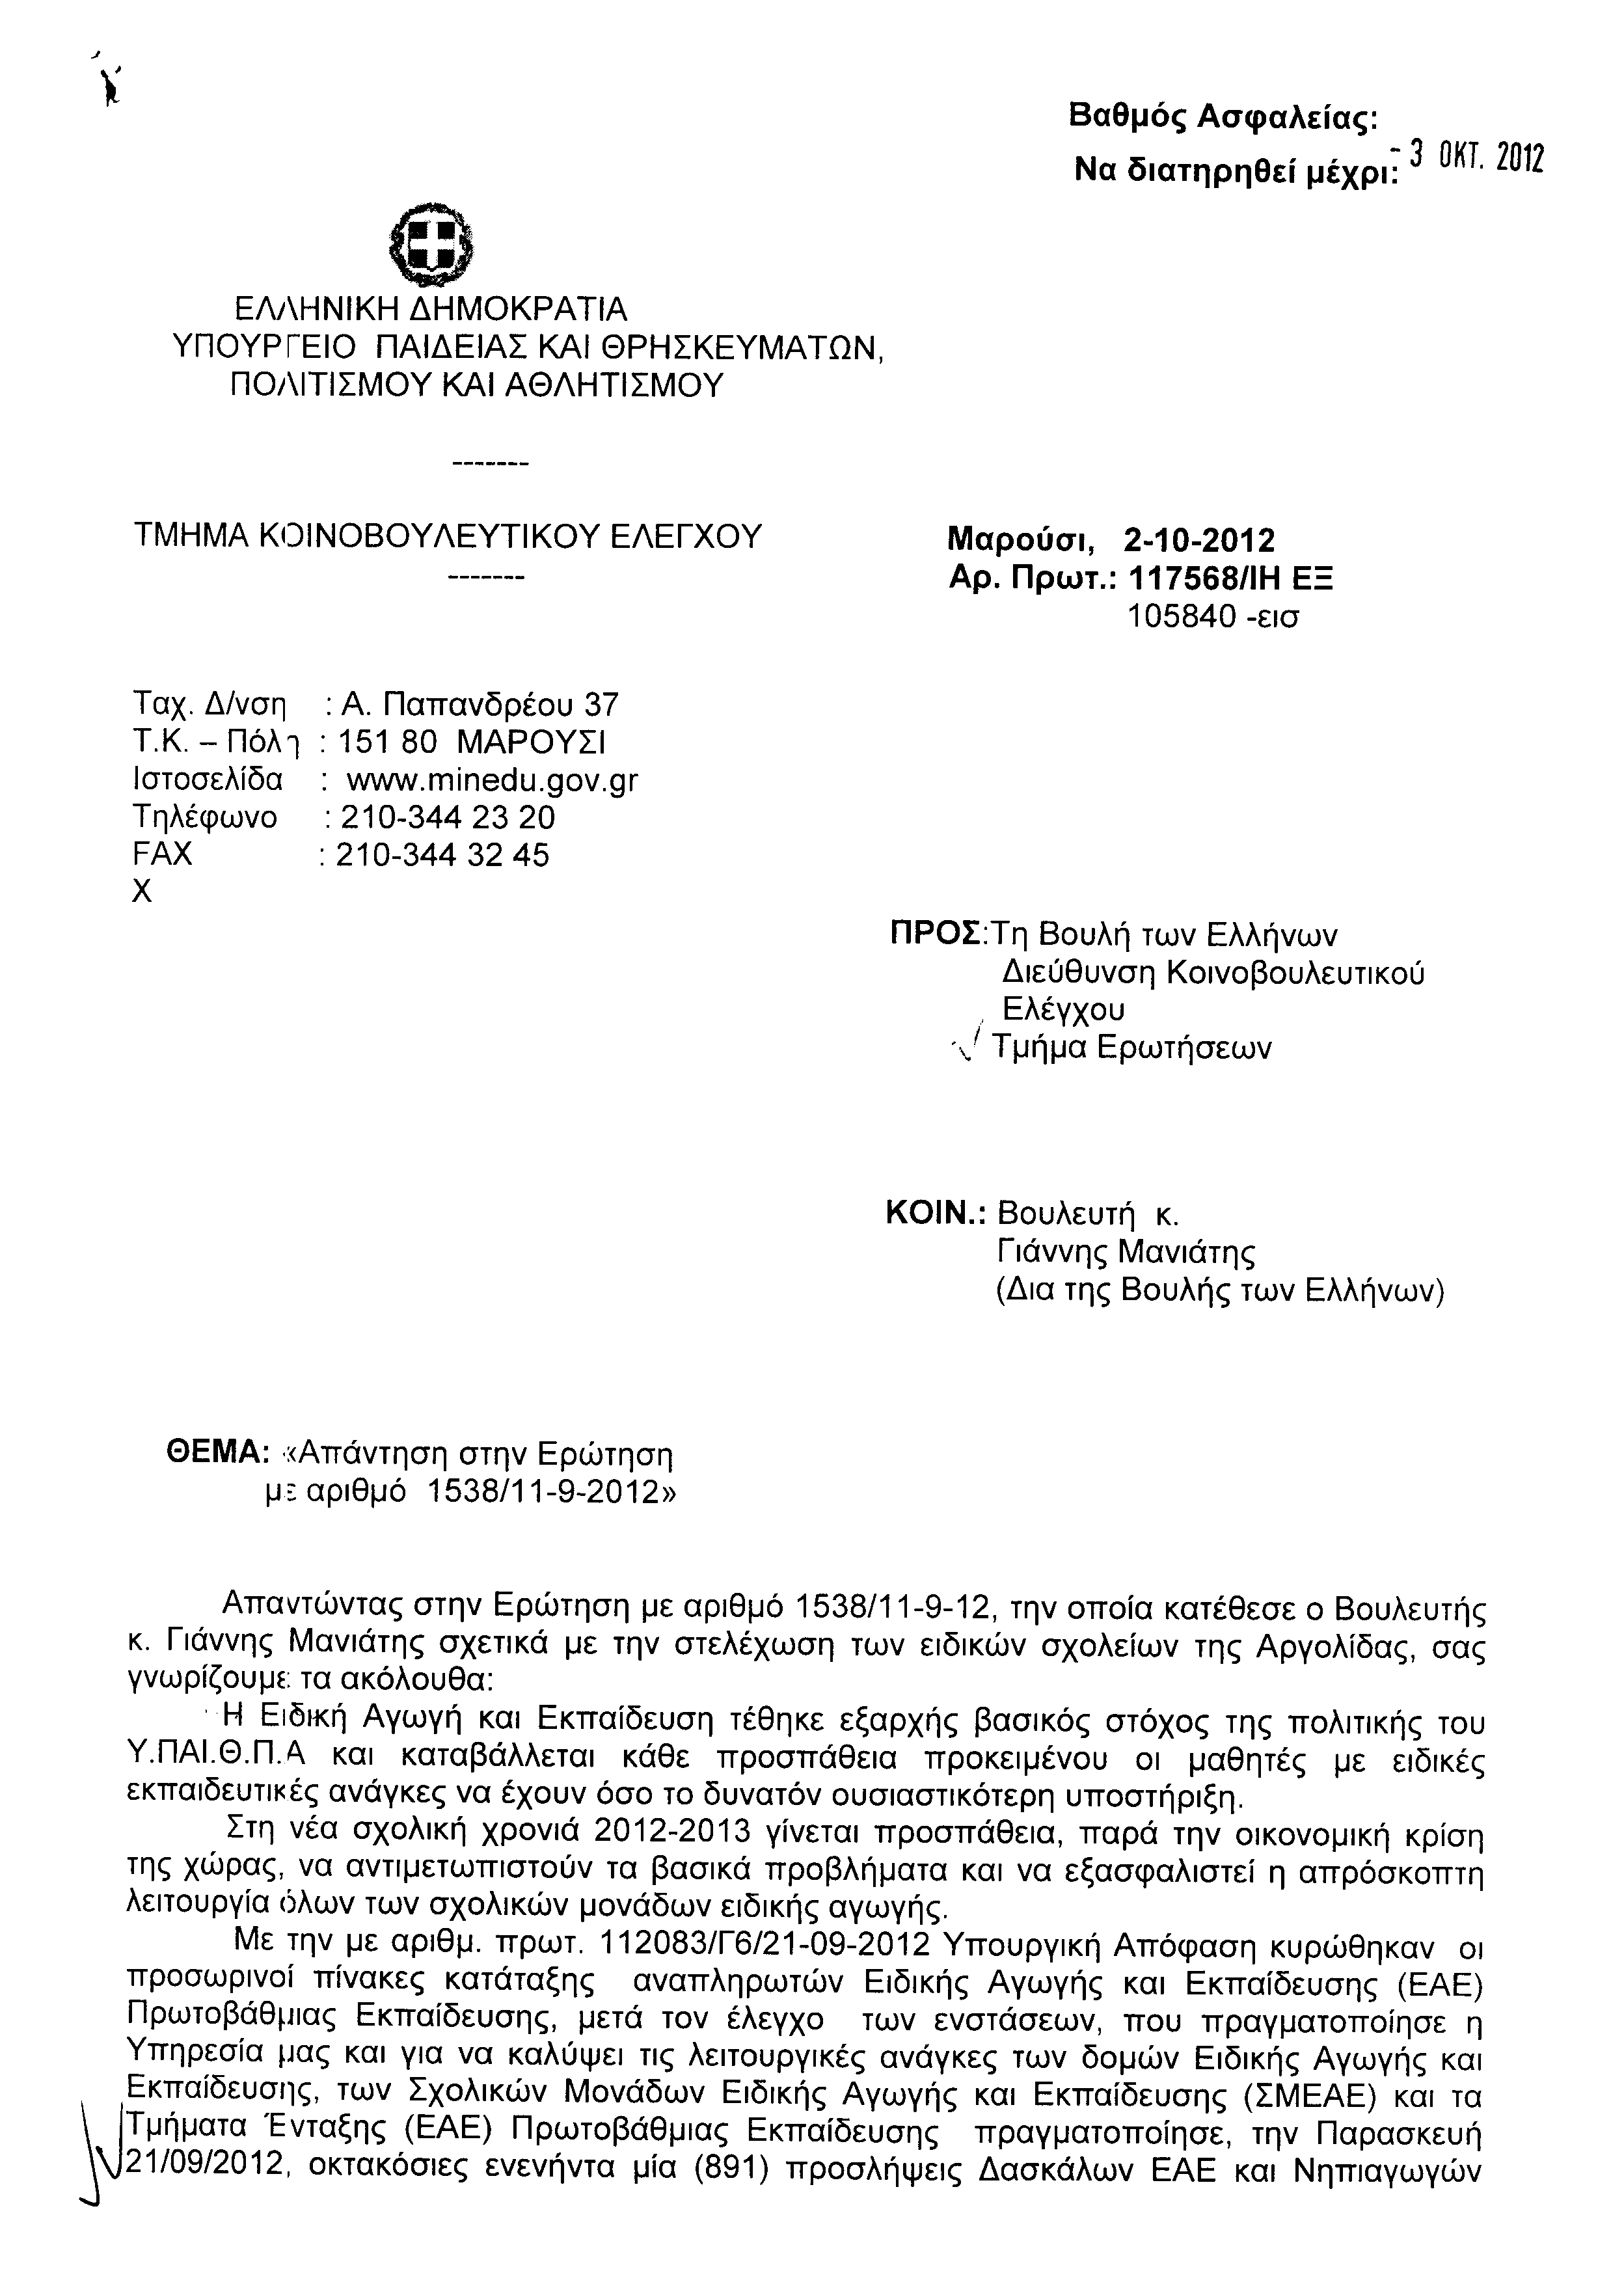 Βαθμός Ασφαλείας:
Να διατηρηθεί μέχρι: - 3 ΟΚΤ. 2012
ΕΛΛΗΝΙΚΗ ΔΗΜΟΚΡΑΤΙΑ
ΥΠΟΥΡΓΕΙΟ ΠΑΙΔΕΙΑΣ ΚΑΙ ΘΡΗΣΚΕΥΜΑΤΩΝ,
ΠΟΛΙΤΙΣΜΟΥ ΚΑΙ ΑΘΛΗΤΙΣΜΟΥ
-------
ΤΜΗΜΑ ΚΟΙΝΟΒΟΥΛΕΥΤΙΚΟΥ ΕΛΕΓΧΟΥ
-------
Μαρούσι, 2-10-2012
Αρ. Πρωτ.: 117568/ΙΗ ΕΞ
105840 -εισ
Ταχ. Δ/νση : Α. Παπανδρέου 37
Τ.Κ. – Πόλη : 151 80 ΜΑΡΟΥΣΙ
Ιστοσελίδα : www.minedu.gov.gr
Τηλέφωνο : 210-344 23 20
FAX : 210-344 32 45
X
ΠΡΟΣ:Τη Βουλή των Ελλήνων
Διεύθυνση Κοινοβουλευτικού
Ελέγχου
Τμήμα Ερωτήσεων
ΚΟΙΝ.: Βουλευτή κ.
Γιάννης Μανιάτης
(Δια της Βουλής των Ελλήνων)
ΘΕΜΑ: «Απάντηση στην Ερώτηση
με αριθμό 1538/11-9-2012»
Απαντώντας στην Ερώτηση με αριθμό 1538/11-9-12, την οποία κατέθεσε ο Βουλευτής
κ. Γιάννης Μανιάτης σχετικά με την στελέχωση των ειδικών σχολείων της Αργολίδας, σας
γνωρίζουμε τα ακόλουθα:
Η Ειδική Αγωγή και Εκπαίδευση τέθηκε εξαρχής βασικός στόχος της πολιτικής του
Υ.ΠΑΙ.Θ.Π.Α και καταβάλλεται κάθε προσπάθεια προκειμένου οι μαθητές με ειδικές
εκπαιδευτικές ανάγκες να έχουν όσο το δυνατόν ουσιαστικότερη υποστήριξη.
Στη νέα σχολική χρονιά 2012-2013 γίνεται προσπάθεια, παρά την οικονομική κρίση
της χώρας, να αντιμετωπιστούν τα βασικά προβλήματα και να εξασφαλιστεί η απρόσκοπτη
λειτουργία όλων των σχολικών μονάδων ειδικής αγωγής.
Με την με αριθμ. πρωτ. 112083/Γ6/21-09-2012 Υπουργική Απόφαση κυρώθηκαν οι
προσωρινοί πίνακες κατάταξης αναπληρωτών Ειδικής Αγωγής και Εκπαίδευσης (ΕΑΕ)
Πρωτοβάθμιας Εκπαίδευσης, μετά τον έλεγχο των ενστάσεων, που πραγματοποίησε η
Υπηρεσία μας και για να καλύψει τις λειτουργικές ανάγκες των δομών Ειδικής Αγωγής και
Εκπαίδευσης, των Σχολικών Μονάδων Ειδικής Αγωγής και Εκπαίδευσης (ΣΜΕΑΕ) και τα
Τμήματα Ένταξης (ΕΑΕ) Πρωτοβάθμιας Εκπαίδευσης πραγματοποίησε, την Παρασκευή
21/09/2012, οκτακόσιες ενενήντα μία (891) προσλήψεις Δασκάλων ΕΑΕ και Νηπιαγωγών